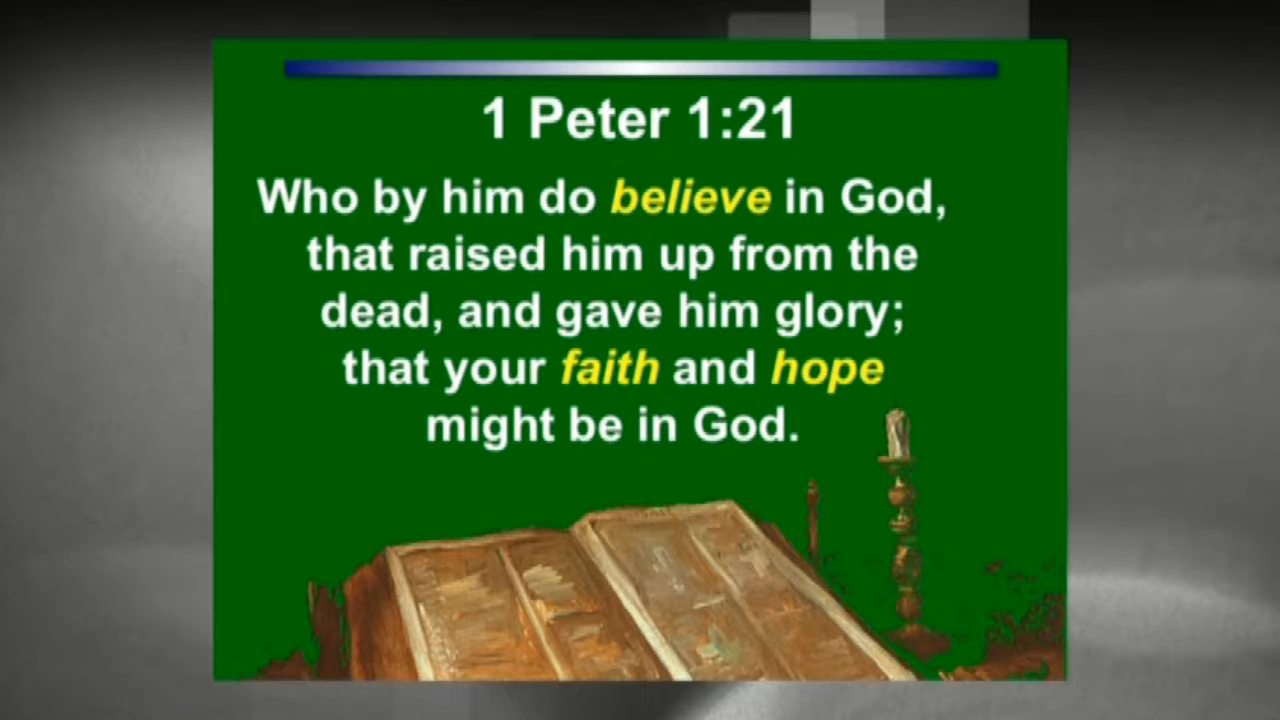 1 Peter 1:21
Who by him do believe in God,
that raised him up from the
dead, and gave him glory;
that your faith and hope
might be in God.